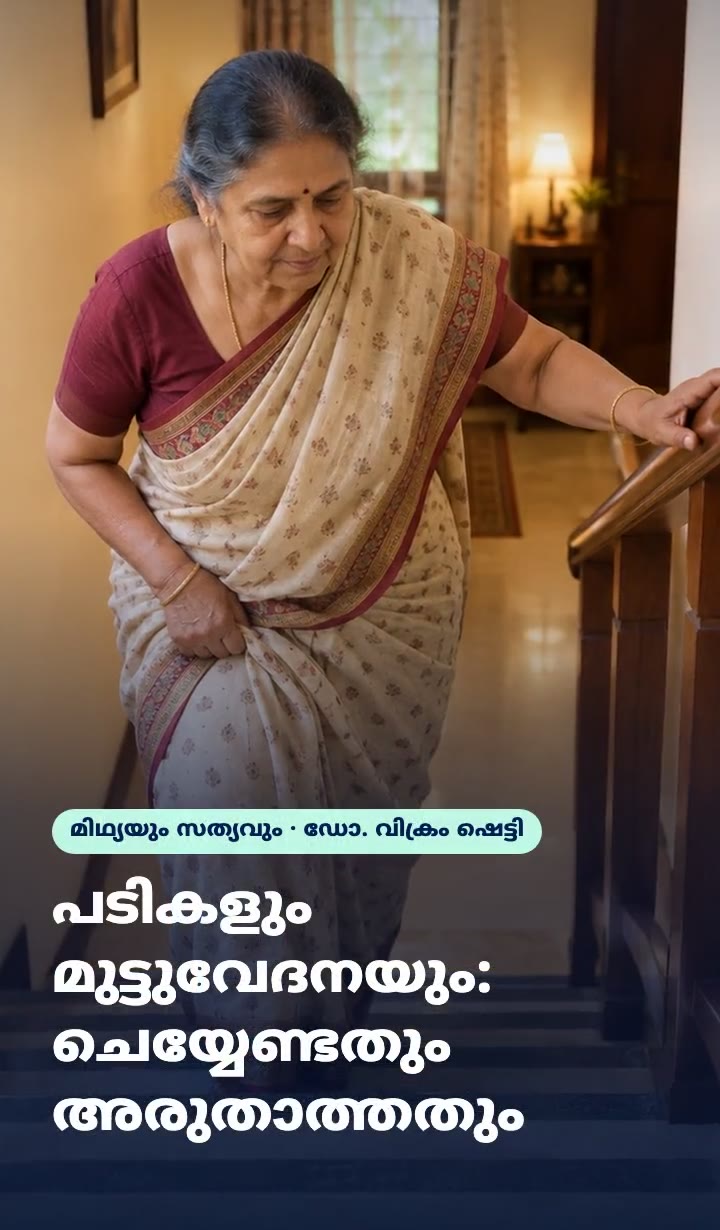 മിഥ്യയും സത്യവും · ഡോ. വിക്രം ഷെട്ടി
പടികളും
മുട്ടുവേദനയും:
ചെയ്യേണ്ടതും
അരുതാത്തതും